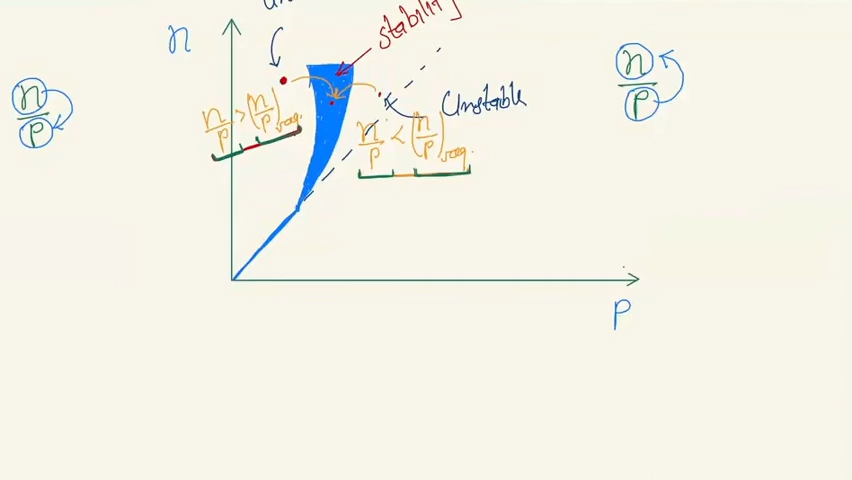 n
stability
n/p
n/p > (n/p)req.
Unstable
n/p < (n/p)req.
n/p
p